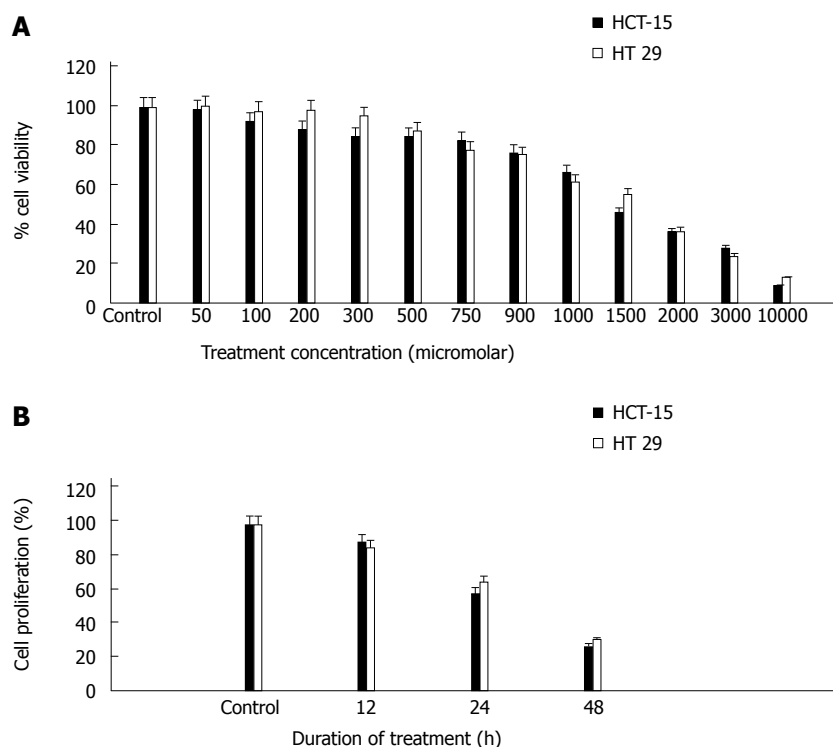 A
HCT-15
HT 29
120
100
80
60
40
20
0
% cell viability
Control 50 100 200 300 500 750 900 1000 1500 2000 3000 10000
Treatment concentration (micromolar)
B
HCT-15
HT 29
120
100
80
60
40
20
0
Cell proliferation (%)
Control 12 24 48
Duration of treatment (h)